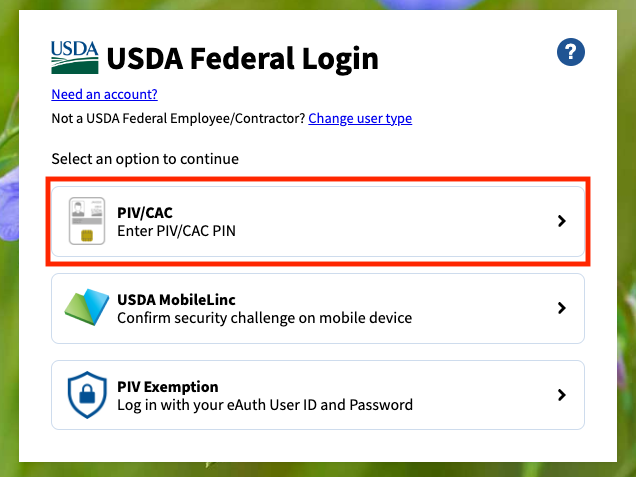 USDA USDA Federal Login
?
Need an account?
Not a USDA Federal Employee/Contractor? Change user type
Select an option to continue
PIV/CAC
Enter PIV/CAC PIN
USDA MobileLinc
Confirm security challenge on mobile device
PIV Exemption
Log in with your eAuth User ID and Password